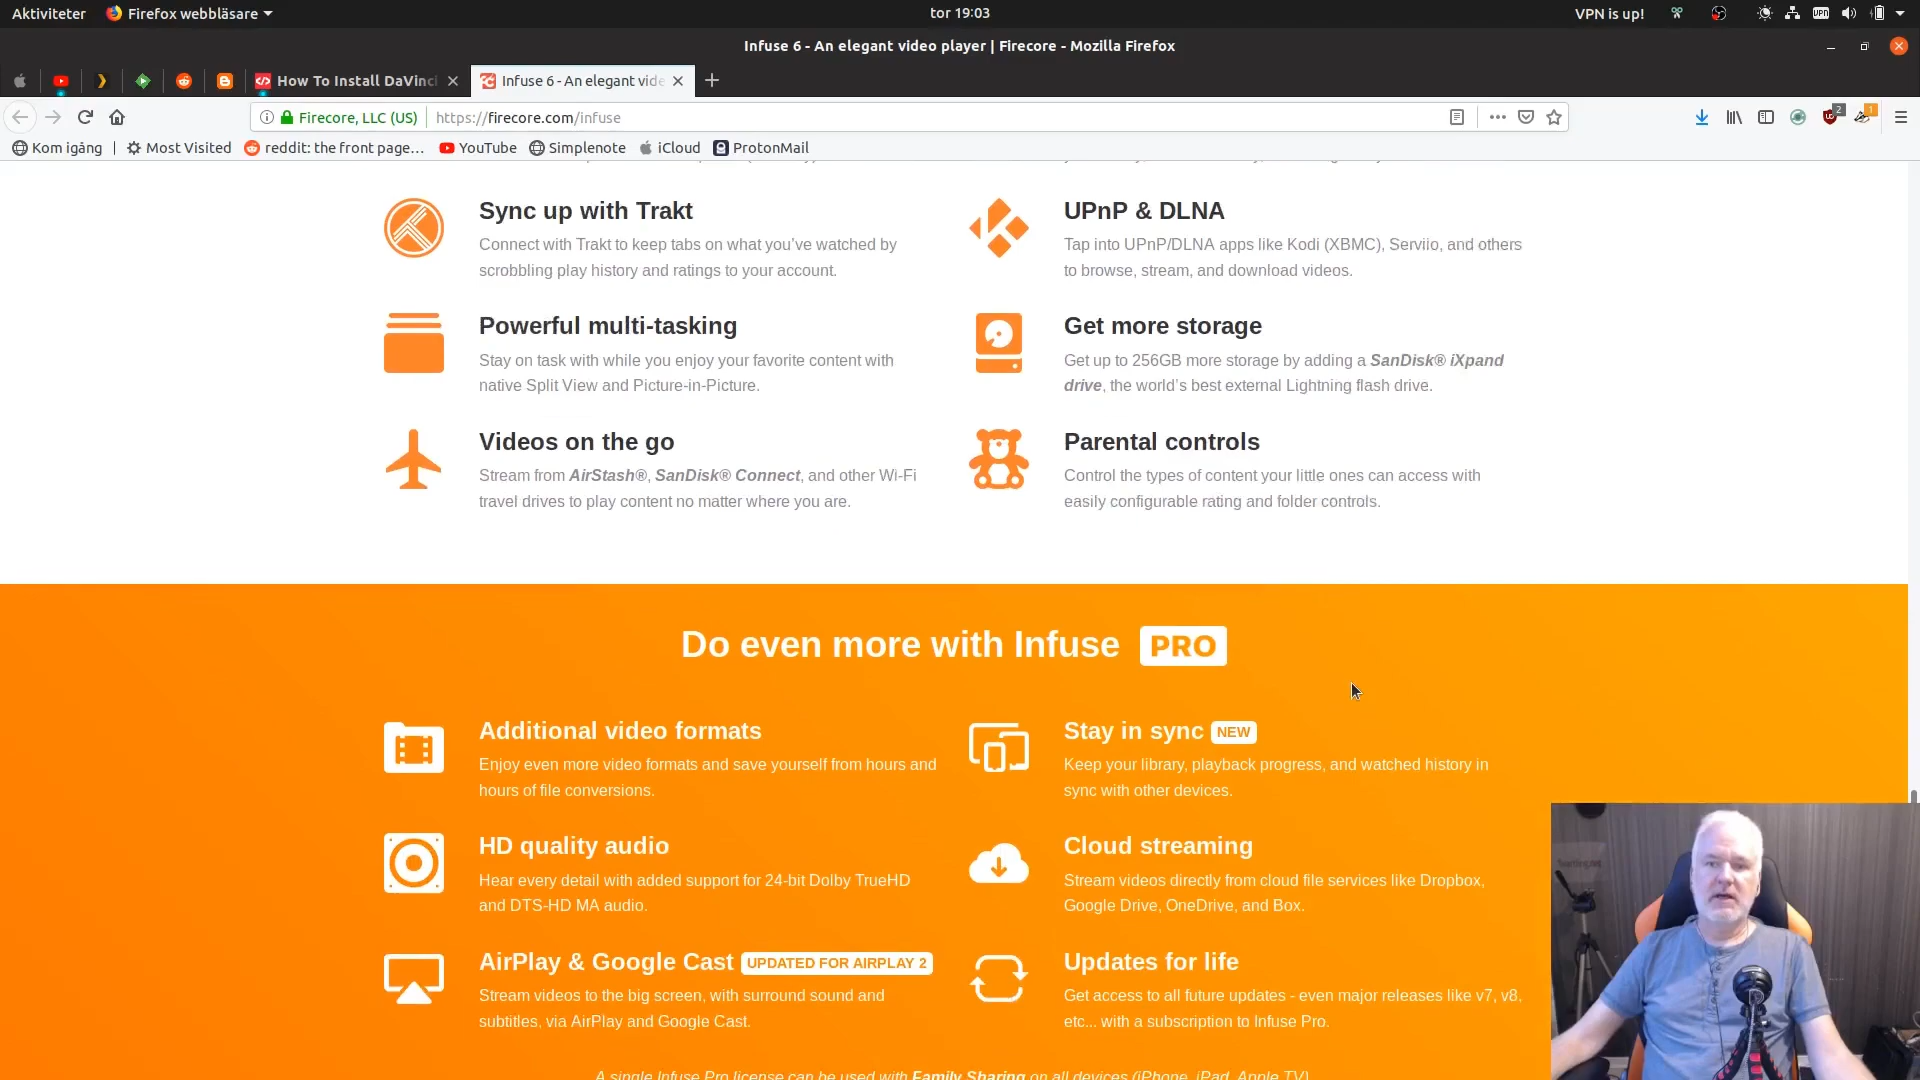 Aktiviteter Firefox webbläsare tor 19:03 VPN is up! VPN
Infuse 6 - An elegant video player | Firecore - Mozilla Firefox
How To Install DaVinci Infuse 6 - An elegant vide
Firecore, LLC (US) https://firecore.com/infuse 2 1
Kom igång Most Visited reddit: the front page... YouTube Simplenote iCloud ProtonMail
Sync up with Trakt
Connect with Trakt to keep tabs on what you've watched by
scrobbling play history and ratings to your account.
UPnP & DLNA
Tap into UPnP/DLNA apps like Kodi (XBMC), Serviio, and others
to browse, stream, and download videos.
Powerful multi-tasking
Stay on task with while you enjoy your favorite content with
native Split View and Picture-in-Picture.
Get more storage
Get up to 256GB more storage by adding a SanDisk® iXpand
drive, the world's best external Lightning flash drive.
Videos on the go
Stream from AirStash®, SanDisk® Connect, and other Wi-Fi
travel drives to play content no matter where you are.
Parental controls
Control the types of content your little ones can access with
easily configurable rating and folder controls.
Do even more with Infuse PRO
Additional video formats
Enjoy even more video formats and save yourself from hours and
hours of file conversions.
Stay in sync NEW
Keep your library, playback progress, and watched history in
sync with other devices.
HD quality audio
Hear every detail with added support for 24-bit Dolby TrueHD
and DTS-HD MA audio.
Cloud streaming
Stream videos directly from cloud file services like Dropbox,
Google Drive, OneDrive, and Box.
AirPlay & Google Cast UPDATED FOR AIRPLAY 2
Stream videos to the big screen, with surround sound and
subtitles, via AirPlay and Google Cast.
Updates for life
Get access to all future updates - even major releases like v7, v8,
etc... with a subscription to Infuse Pro.
A single Infuse Pro license can be used with Family Sharing on all devices (iPhone, iPad, Apple TV)